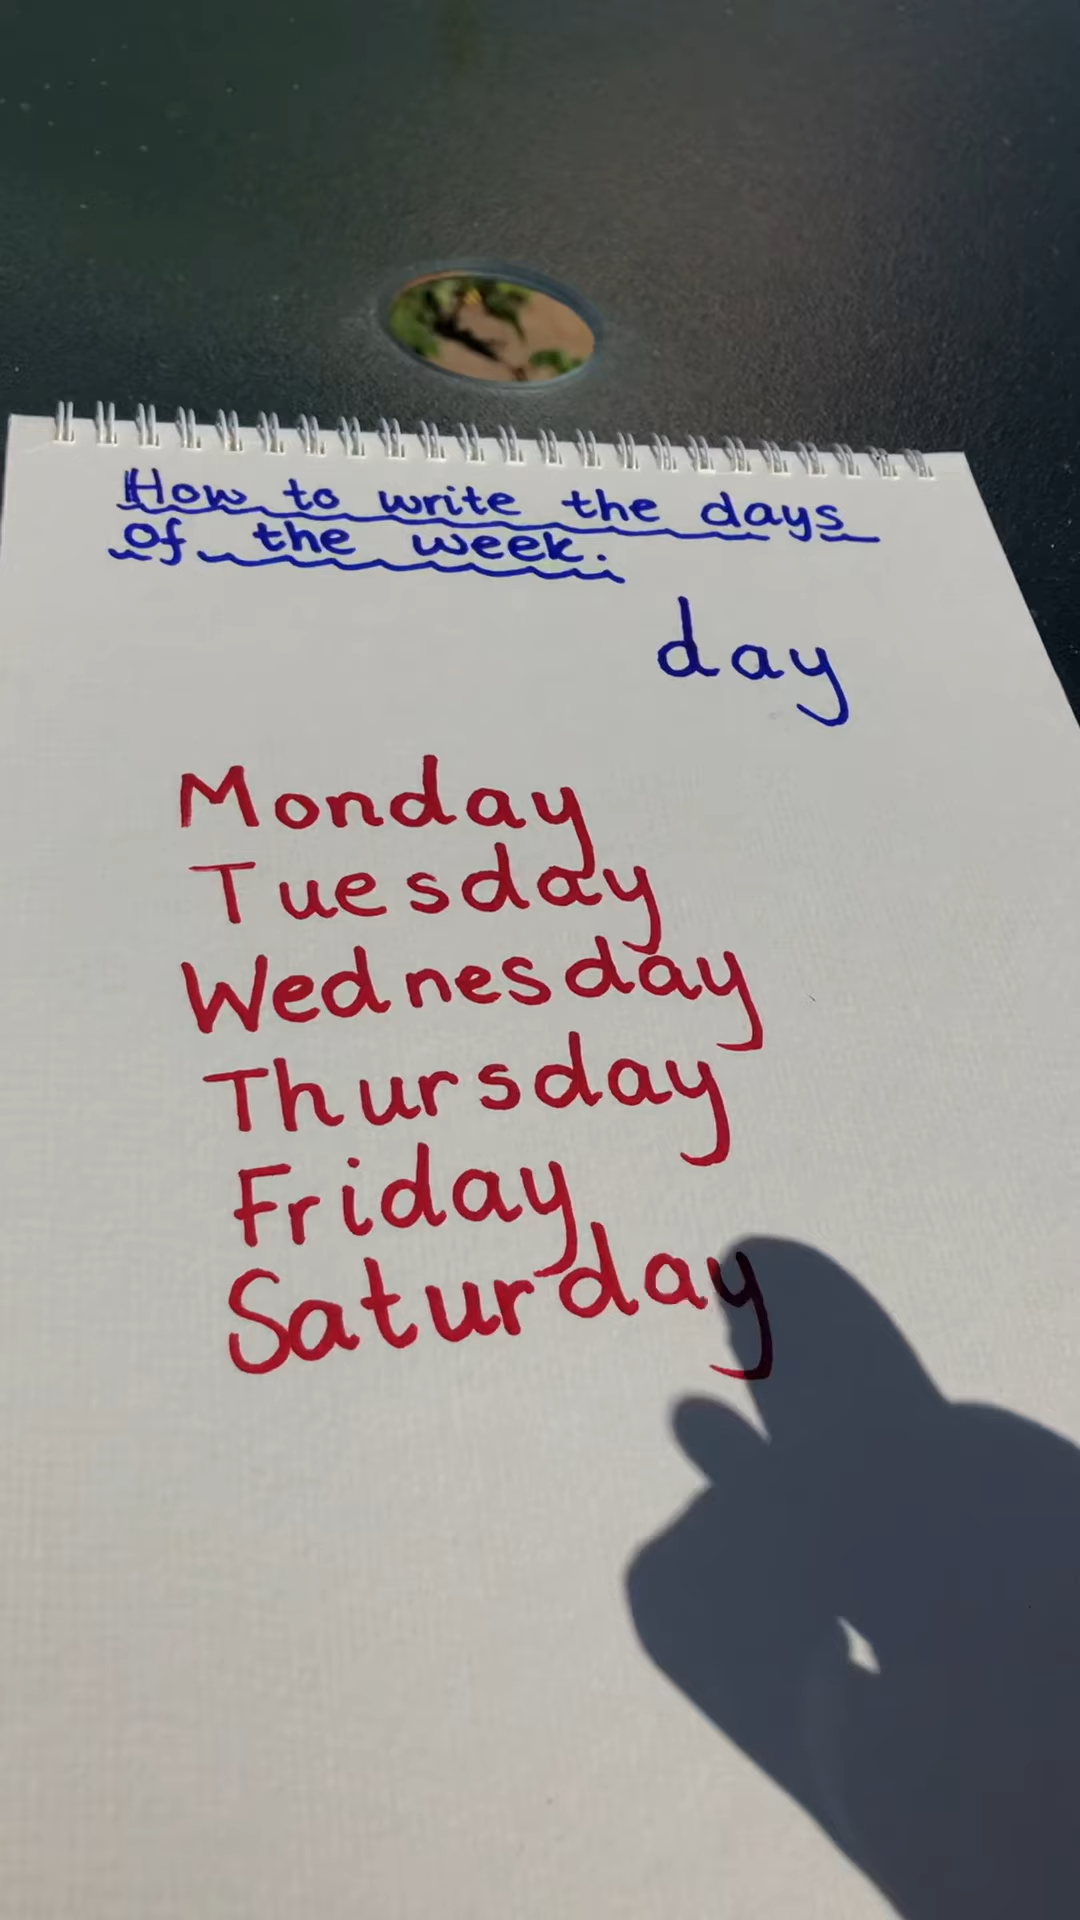 How to write the days
of the week.
day
Monday
Tuesday
Wednesday
Thursday
Friday
Saturday